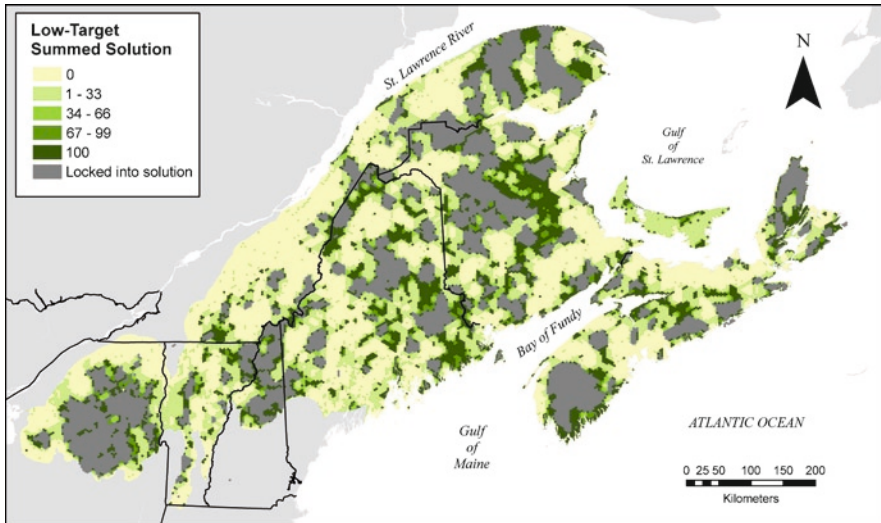 Low-Target
Summed Solution
0
1 - 33
34 - 66
67 - 99
100
Locked into solution
St. Lawrence River
N
Gulf
of
St. Lawrence
Bay of Fundy
Gulf
of
Maine
ATLANTIC OCEAN
0 25 50 100 150 200
Kilometers